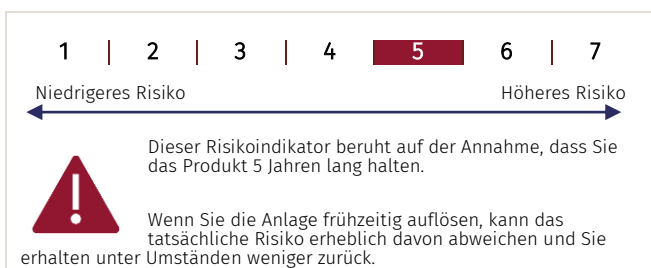 1 | 2 | 3 | 4 5 6 | 7
Niedrigeres Risiko Höheres Risiko
Dieser Risikoindikator beruht auf der Annahme, dass Sie
das Produkt 5 Jahren lang halten.
Wenn Sie die Anlage frühzeitig auflösen, kann das
tatsächliche Risiko erheblich davon abweichen und Sie
erhalten unter Umständen weniger zurück.